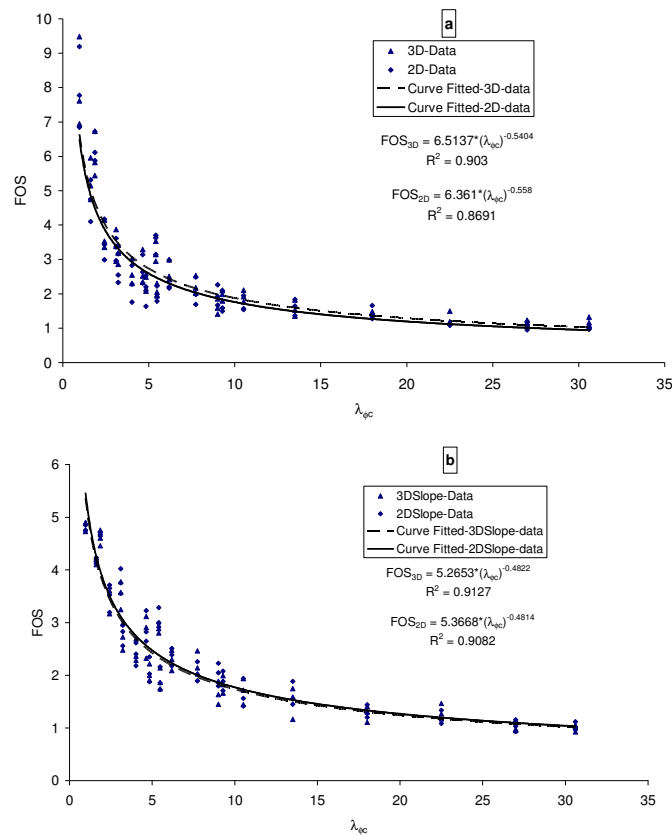 a
10
9
8
7
6
5
4
3
2
1
0
FOS
3D-Data
2D-Data
Curve Fitted-3D-data
Curve Fitted-2D-data
FOS3D = 6.5137*(λϕc)-0.5404
R2 = 0.903
FOS2D = 6.361*(λϕc)-0.558
R2 = 0.8691
0 5 10 15 20 25 30 35
λϕc
b
6
5
4
3
2
1
0
FOS
3DSlope-Data
2DSlope-Data
Curve Fitted-3DSlope-data
Curve Fitted-2DSlope-data
FOS3D = 5.2653*(λϕc)-0.4822
R2 = 0.9127
FOS2D = 5.3668*(λϕc)-0.4814
R2 = 0.9082
0 5 10 15 20 25 30 35
λϕc